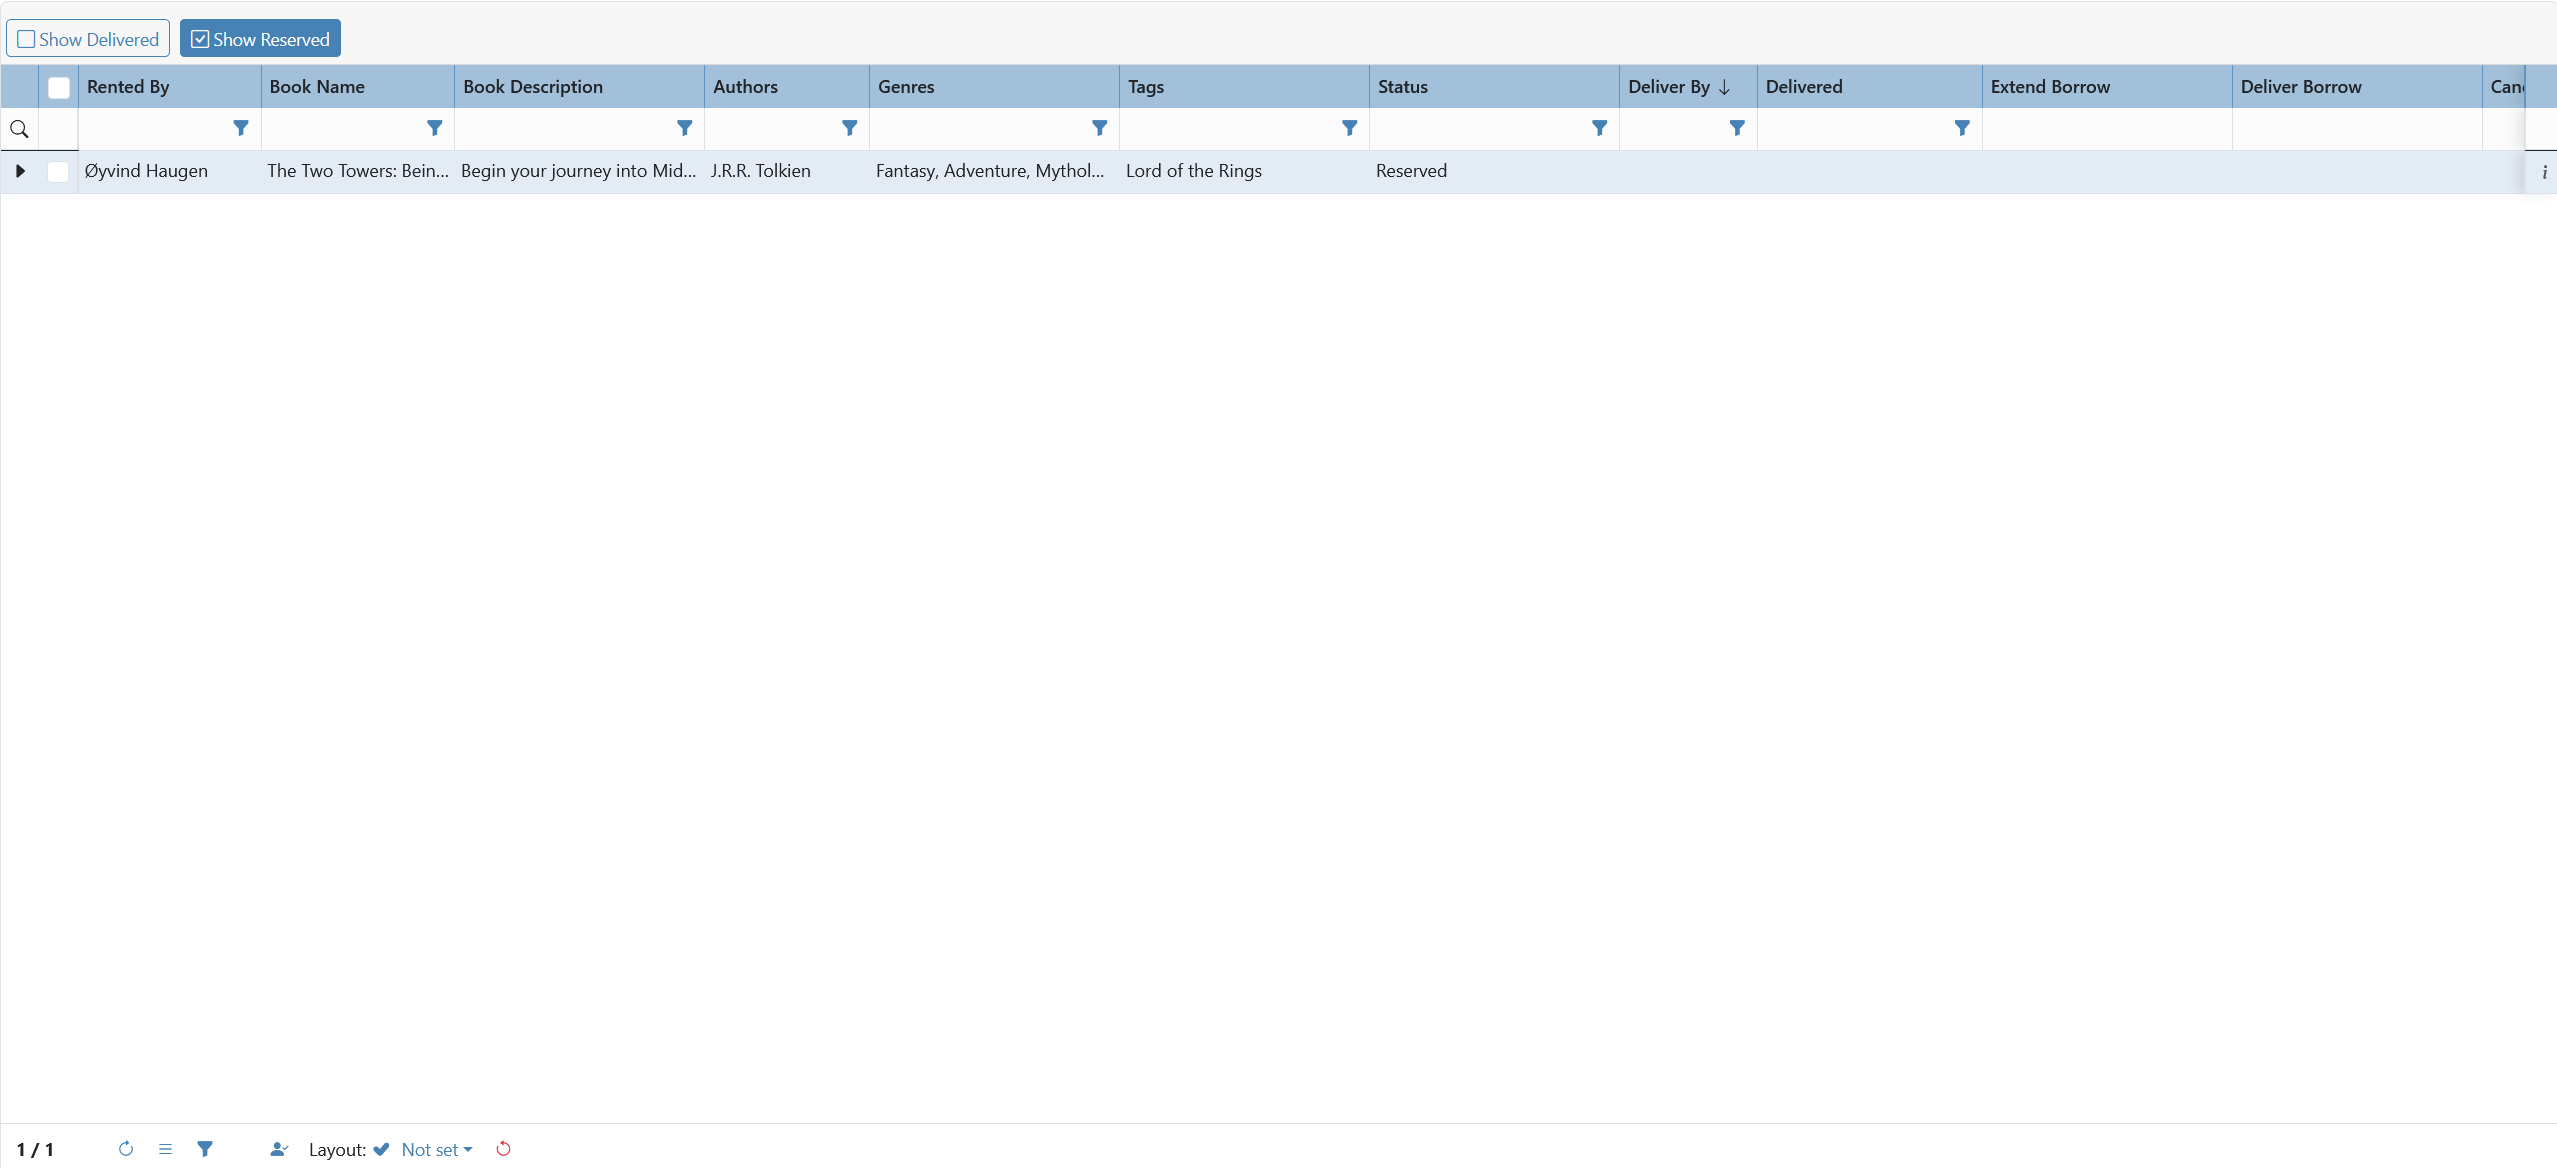 Show Delivered Show Reserved
Rented By Book Name Book Description Authors Genres Tags Status Deliver By ↓ Delivered Extend Borrow Deliver Borrow Can
Øyvind Haugen The Two Towers: Bein... Begin your journey into Mid... J.R.R. Tolkien Fantasy, Adventure, Mythol... Lord of the Rings Reserved i
1 / 1 Layout: Not set